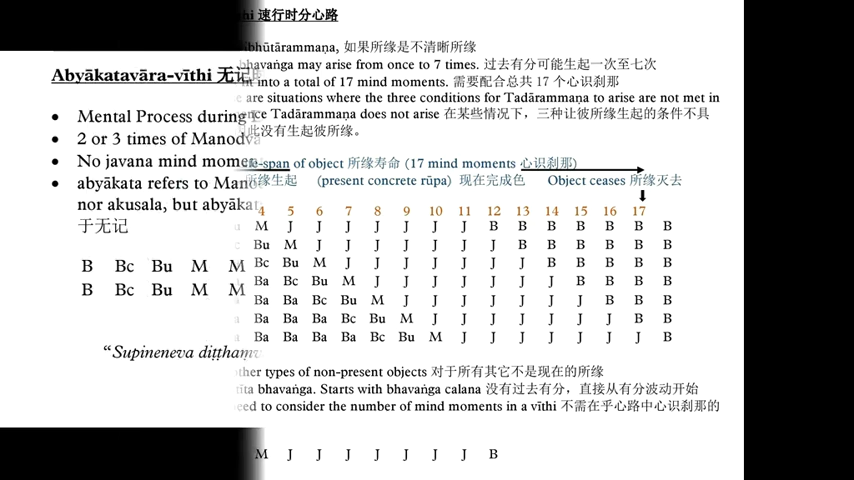 速行时分心路
Abyākatavāra-vīthi 无记
• Mental Process during
• 2 or 3 times of Manodvā
• No javana mind mome
• abyākata refers to Mano
nor akusala, but abyākat
于无记
B Bc Bu M M
B Bc Bu M M
“Supineneva diṭṭhaṃv
bhūtārammaṇa, 如果所缘是不清晰所缘
bhavaṅga may arise from once to 7 times. 过去有分可能生起一次至七次
into a total of 17 mind moments. 需要配合总共 17 个心识刹那
are situations where the three conditions for Tadārammaṇa to arise are not met in
ence Tadārammaṇa does not arise 在某些情况下，三种让彼所缘生起的条件不具
此没有生起彼所缘。
fe-span of object 所缘寿命 (17 mind moments 心识刹那)
所缘生起 (present concrete rūpa) 现在完成色 Object ceases 所缘灭去
4 5 6 7 8 9 10 11 12 13 14 15 16 17
M J J J J J J J B B B B B B B
Bu M J J J J J J J B B B B B B
Bc Bu M J J J J J J J B B B B B
Ba Bc Bu M J J J J J J J B B B B
Ba Ba Bc Bu M J J J J J J J B B B
Ba Ba Ba Bc Bu M J J J J J J J B B
Ba Ba Ba Ba Bc Bu M J J J J J J J B
ther types of non-present objects 对于所有其它不是现在的所缘
tīta bhavaṅga. Starts with bhavaṅga calana 没有过去有分，直接从有分波动开始
eed to consider the number of mind moments in a vīthi 不需在乎心路中心识刹那的
M J J J J J J J B